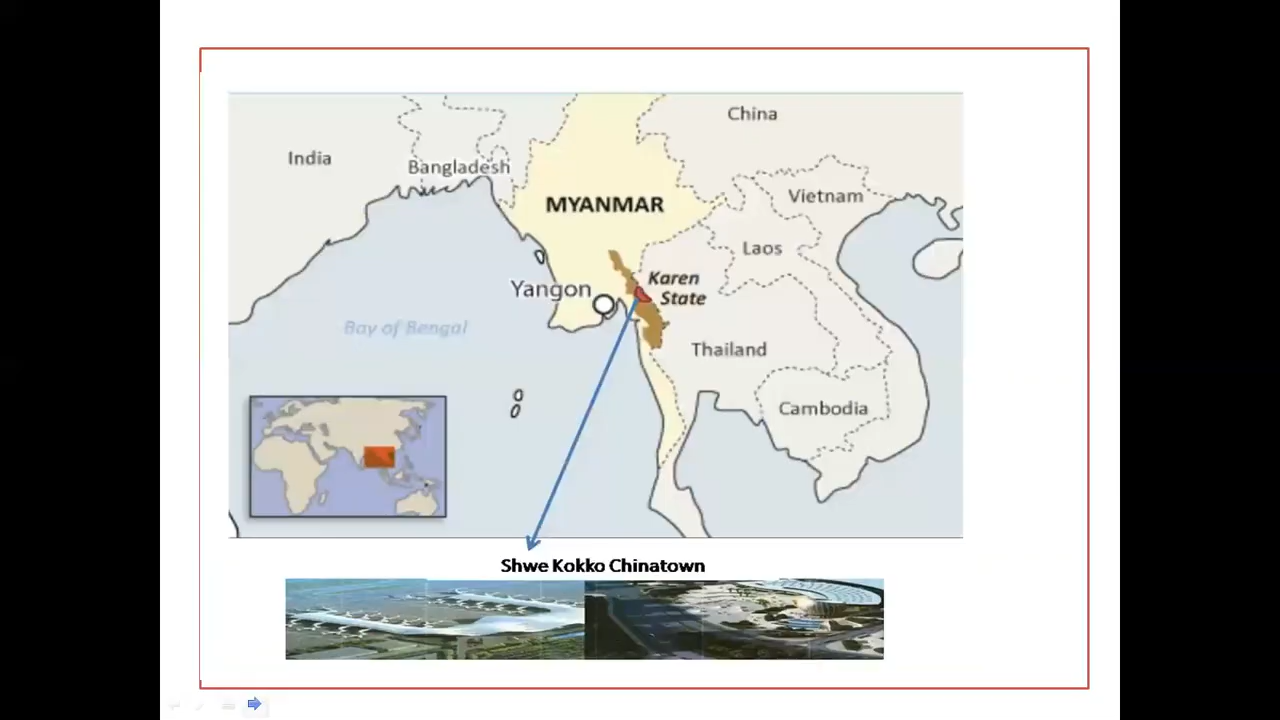 China
India
Bangladesh
Vietnam
MYANMAR
Laos
Karen
State
Yangon
Bay of Bengal
Thailand
Cambodia
Shwe Kokko Chinatown